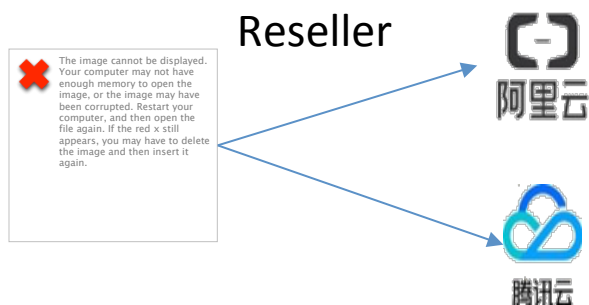 Reseller
The image cannot be displayed.
Your computer may not have
enough memory to open the
image, or the image may have
been corrupted. Restart your
computer, and then open the
file again. If the red x still
appears, you may have to delete
the image and then insert it
again.
阿里云
腾讯云